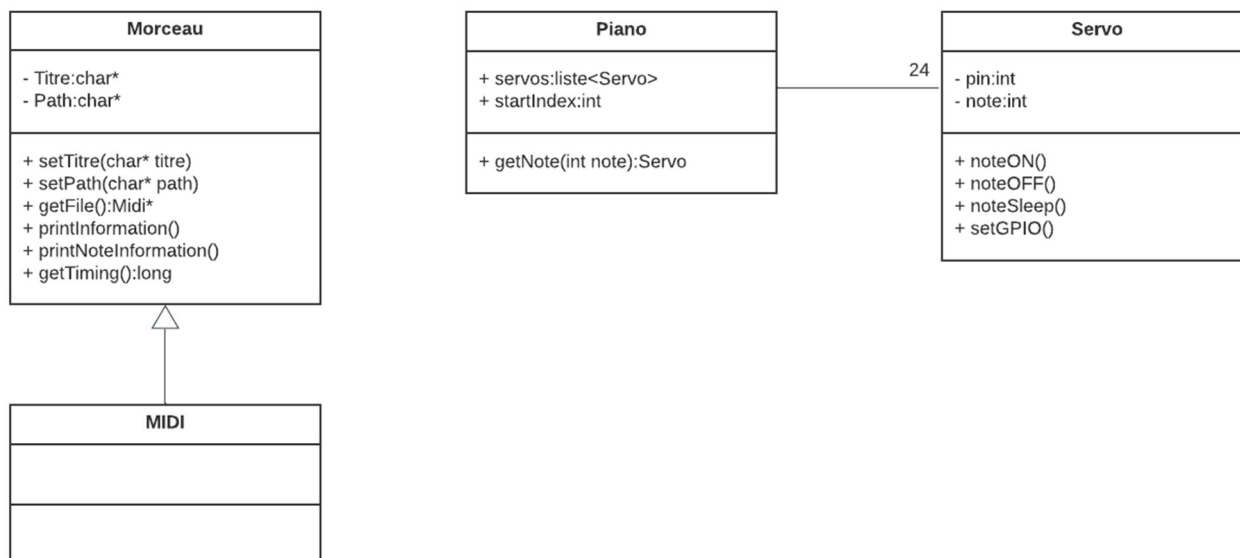 Morceau
- Titre:char*
- Path:char*
+ setTitre(char* titre)
+ setPath(char* path)
+ getFile():Midi*
+ printInformation()
+ printNoteInformation()
+ getTiming():long
MIDI
Piano
+ servos:liste<Servo>
+ startIndex:int
+ getNote(int note):Servo
24
Servo
- pin:int
- note:int
+ noteON()
+ noteOFF()
+ noteSleep()
+ setGPIO()